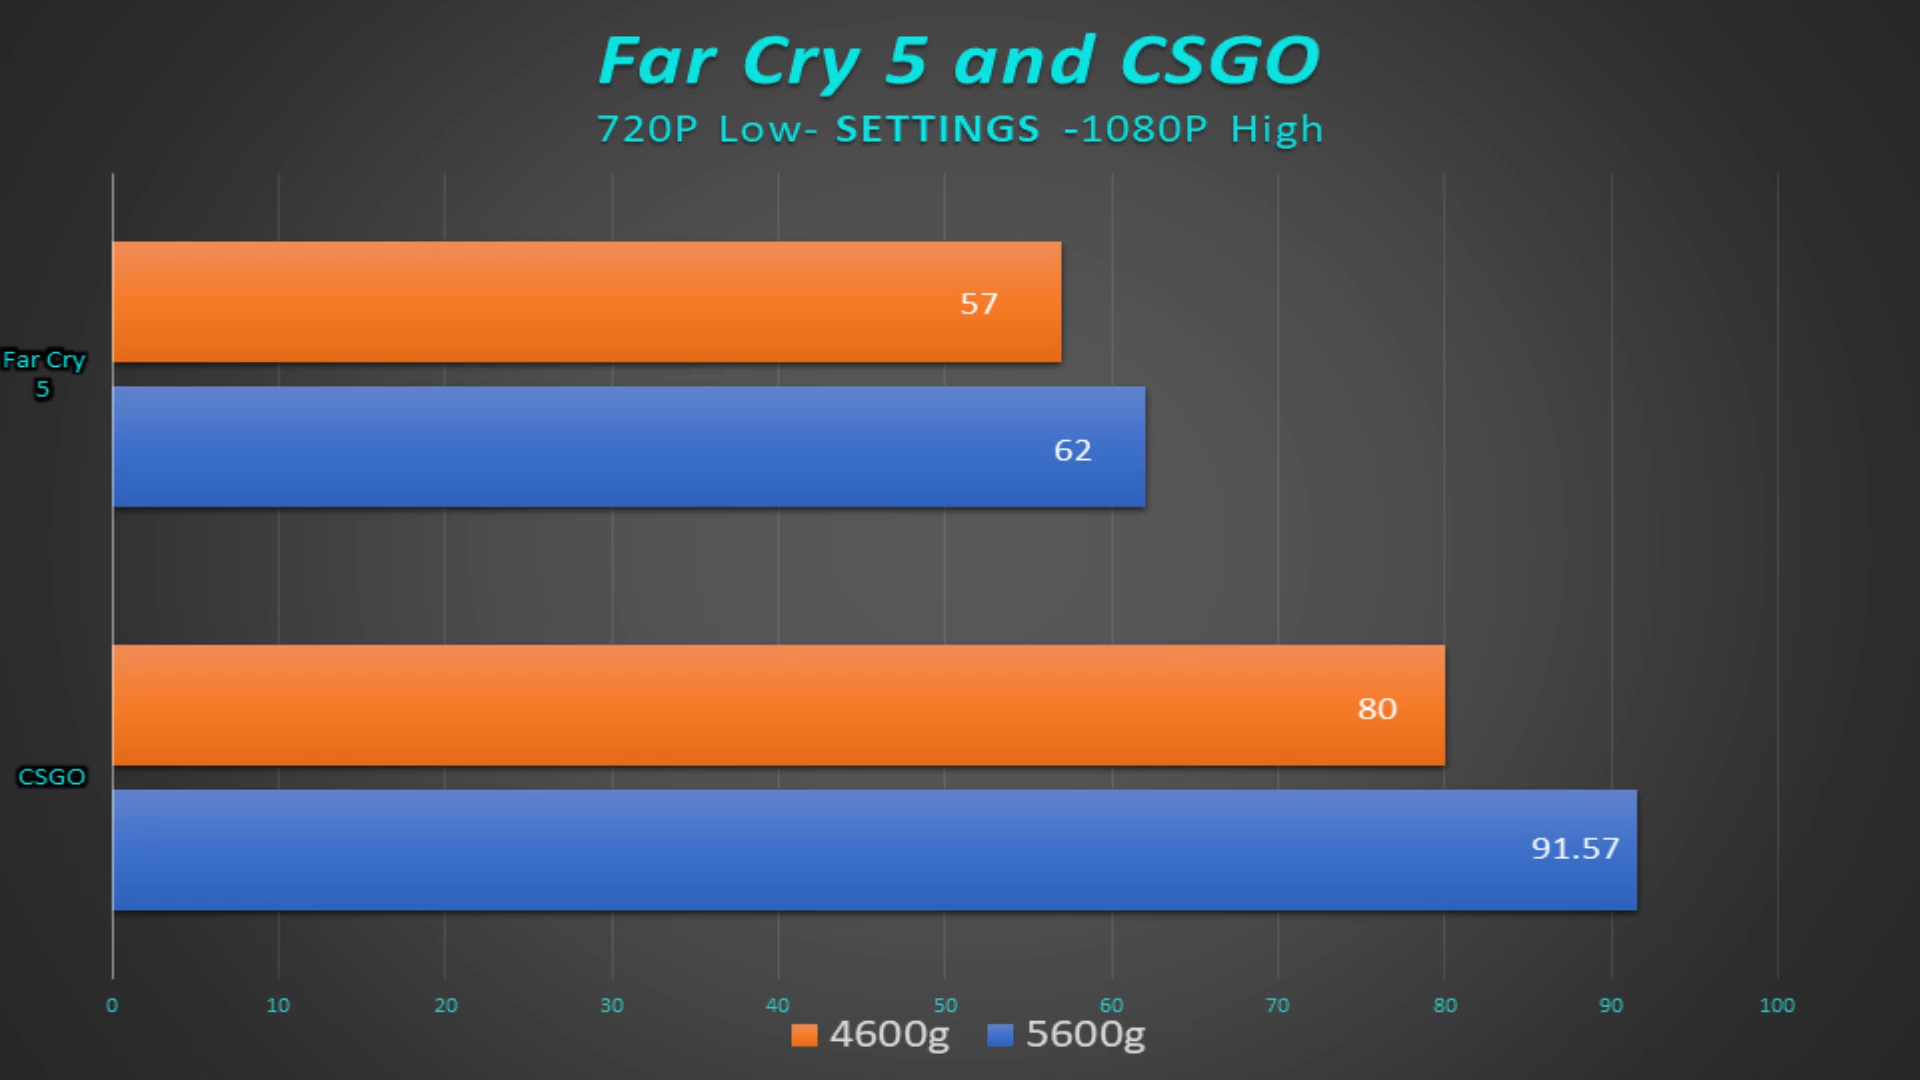 Far Cry 5 and CSGO
720P Low- SETTINGS -1080P High
57
Far Cry
5
62
80
CSGO
91.57
0 10 20 30 40 50 60 70 80 90 100
4600g 5600g